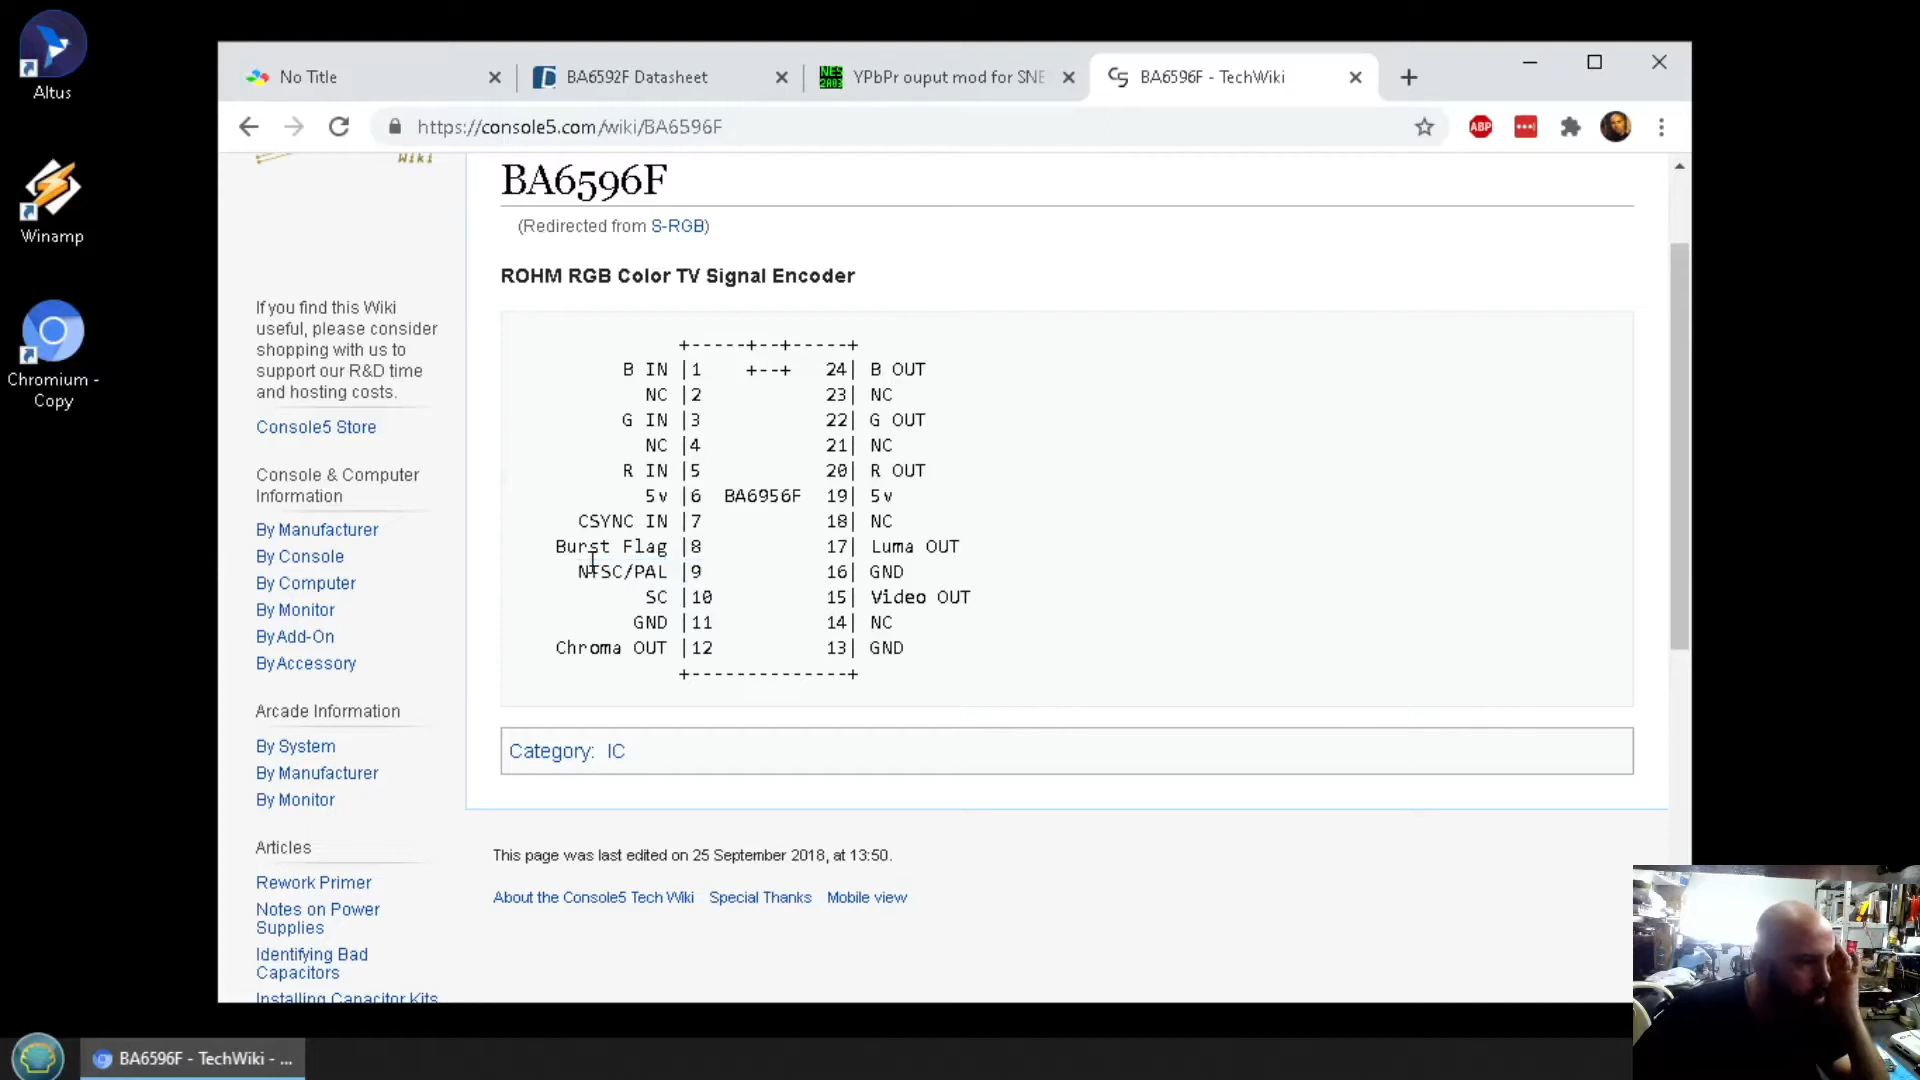 Altus
Winamp
Chromium -
Copy
No Title
BA6592F Datasheet
NES
2A03
YPbPr ouput mod for SNE
BA6596F - TechWiki
https://console5.com/wiki/BA6596F
ABP
Wiki
If you find this Wiki
useful, please consider
shopping with us to
support our R&D time
and hosting costs.
Console5 Store
Console & Computer
Information
By Manufacturer
By Console
By Computer
By Monitor
By Add-On
By Accessory
Arcade Information
By System
By Manufacturer
By Monitor
Articles
Rework Primer
Notes on Power
Supplies
Identifying Bad
Capacitors
Installing Capacitor Kits
BA6596F
(Redirected from S-RGB)
ROHM RGB Color TV Signal Encoder
+-----+--+-----+
B IN |1 +--+ 24| B OUT
NC |2 23| NC
G IN |3 22| G OUT
NC |4 21| NC
R IN |5 20| R OUT
5v |6 BA6956F 19| 5v
CSYNC IN |7 18| NC
Burst Flag |8 17| Luma OUT
NTSC/PAL |9 16| GND
SC |10 15| Video OUT
GND |11 14| NC
Chroma OUT |12 13| GND
+--------------+
Category: IC
This page was last edited on 25 September 2018, at 13:50.
About the Console5 Tech Wiki Special Thanks Mobile view
BA6596F - TechWiki - ...